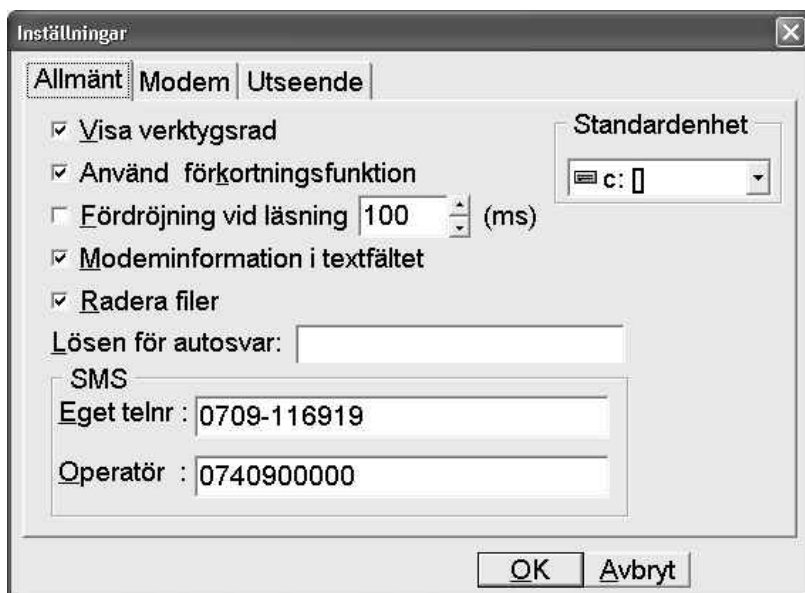 Inställningar
Allmänt Modem Utseende
Visa verktygsrad
Standardenhet
Använd förkortningsfunktion
c: []
Fördröjning vid läsning 100 (ms)
Modeminformation i textfältet
Radera filer
Lösen för autosvar:
SMS
Eget telnr : 0709-116919
Operatör : 0740900000
OK Avbryt